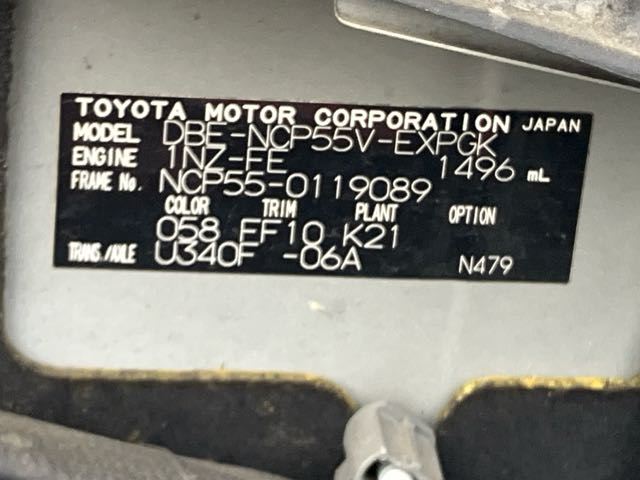 TOYOTA MOTOR CORPORATION JAPAN
MODEL DBE-NCP55V-EXPGK
ENGINE 1NZ-FE 1496 mL
FRAME No. NCP55-0119089
COLOR TRIM PLANT OPTION
058 FF10 K21
TRANS./AXLE U340F -06A N479